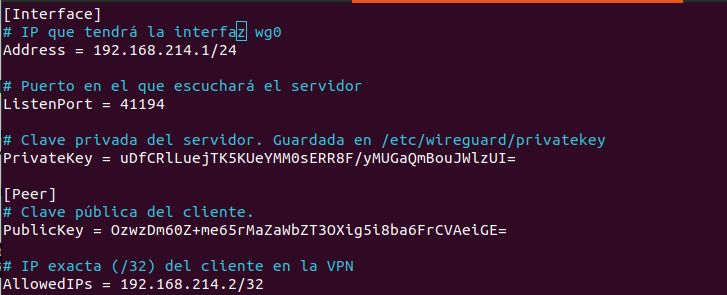 [Interface]
# IP que tendrá la interfaz wg0
Address = 192.168.214.1/24
# Puerto en el que escuchará el servidor
ListenPort = 41194
# Clave privada del servidor. Guardada en /etc/wireguard/privatekey
PrivateKey = uDfCRlLuejTK5KUeYMM0sERR8F/yMUGaQmBouJWlzUI=
[Peer]
# Clave pública del cliente.
PublicKey = OzwzDm60Z+me65rMaZaWbZT3OXig5i8ba6FrCVAeiGE=
# IP exacta (/32) del cliente en la VPN
AllowedIPs = 192.168.214.2/32